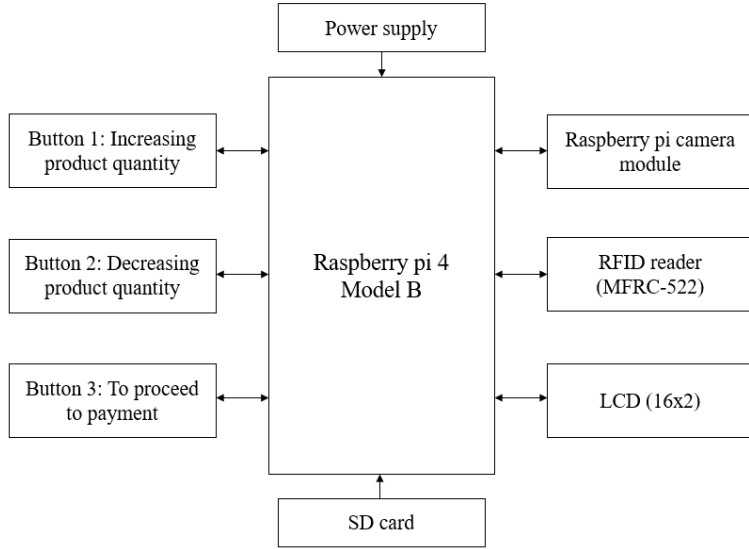 Power supply
Button 1: Increasing
product quantity
Raspberry pi camera
module
Button 2: Decreasing
product quantity
Raspberry pi 4
Model B
RFID reader
(MFRC-522)
Button 3: To proceed
to payment
LCD (16x2)
SD card